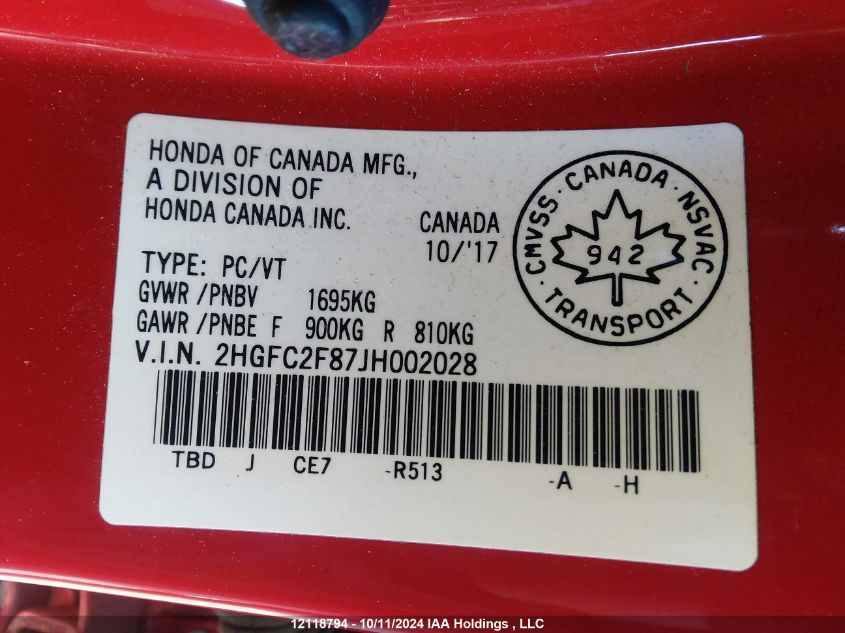 HONDA OF CANADA MFG.,
A DIVISION OF
HONDA CANADA INC.
CANADA
10/'17
TYPE: PC/VT
GVWR /PNBV 1695KG
GAWR /PNBE F 900KG R 810KG
V.I.N. 2HGFC2F87JH002028
TBD J CE7 -R513 -A -H
CMVSS · CANADA · NSVAC · TRANSPORT ·
942
12118794 - 10/11/2024 IAA Holdings , LLC